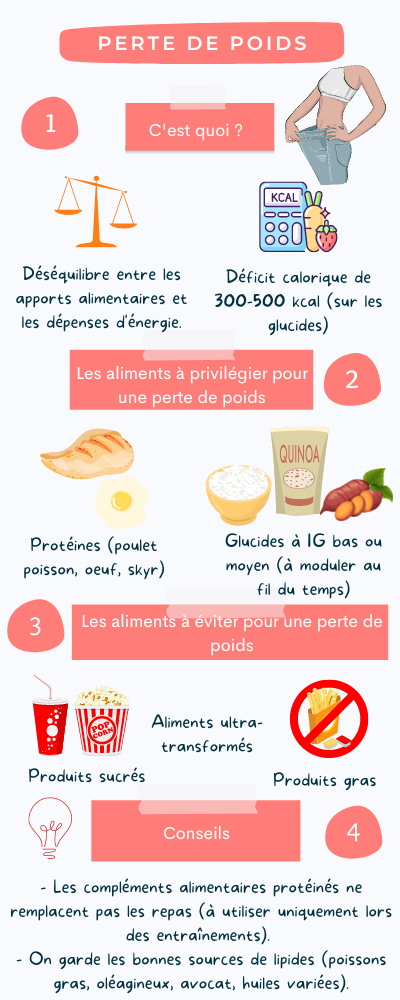 PERTE DE POIDS
1
C'est quoi ?
KCAL
Déséquilibre entre les
apports alimentaires et
les dépenses d'énergie.
Déficit calorique de
300-500 kcal (sur les
glucides)
Les aliments à privilégier pour
une perte de poids
2
QUINOA
Protéines (poulet
poisson, oeuf, skyr)
Glucides à IG bas ou
moyen (à moduler au
fil du temps)
3
Les aliments à éviter pour une perte de
poids
POP
CORN
Aliments ultra-
transformés
Produits sucrés
Produits gras
Conseils
4
- Les compléments alimentaires protéinés ne
remplacent pas les repas (à utiliser uniquement lors
des entraînements).
- On garde les bonnes sources de lipides (poissons
gras, oléagineux, avocat, huiles variées).